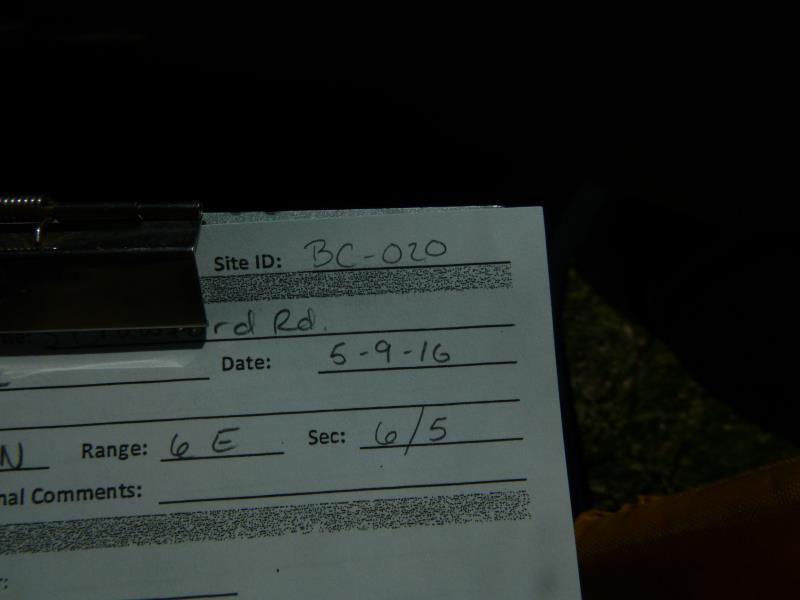 Site ID: BC-020
rd Rd.
Date: 5-9-16
N Range: 6 E Sec: 6/5
nal Comments: